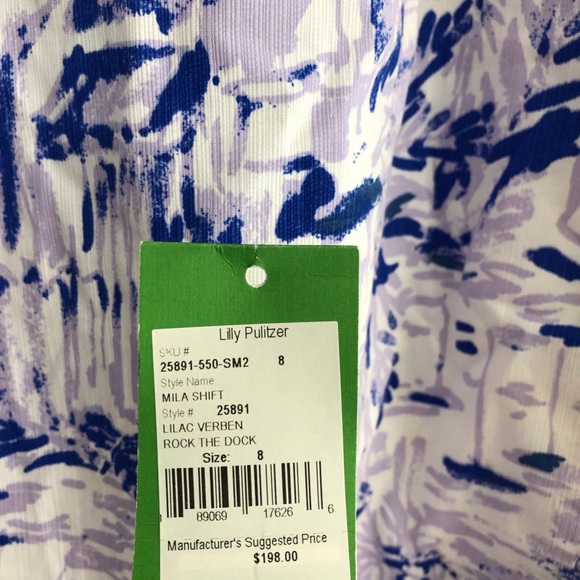 Lilly Pulitzer
SKU #
25891-550-SM2 8
Style Name
MILA SHIFT
Style #: 25891
LILAC VERBEN
ROCK THE DOCK
Size: 8
89069 17626 6
Manufacturer's Suggested Price
$198.00